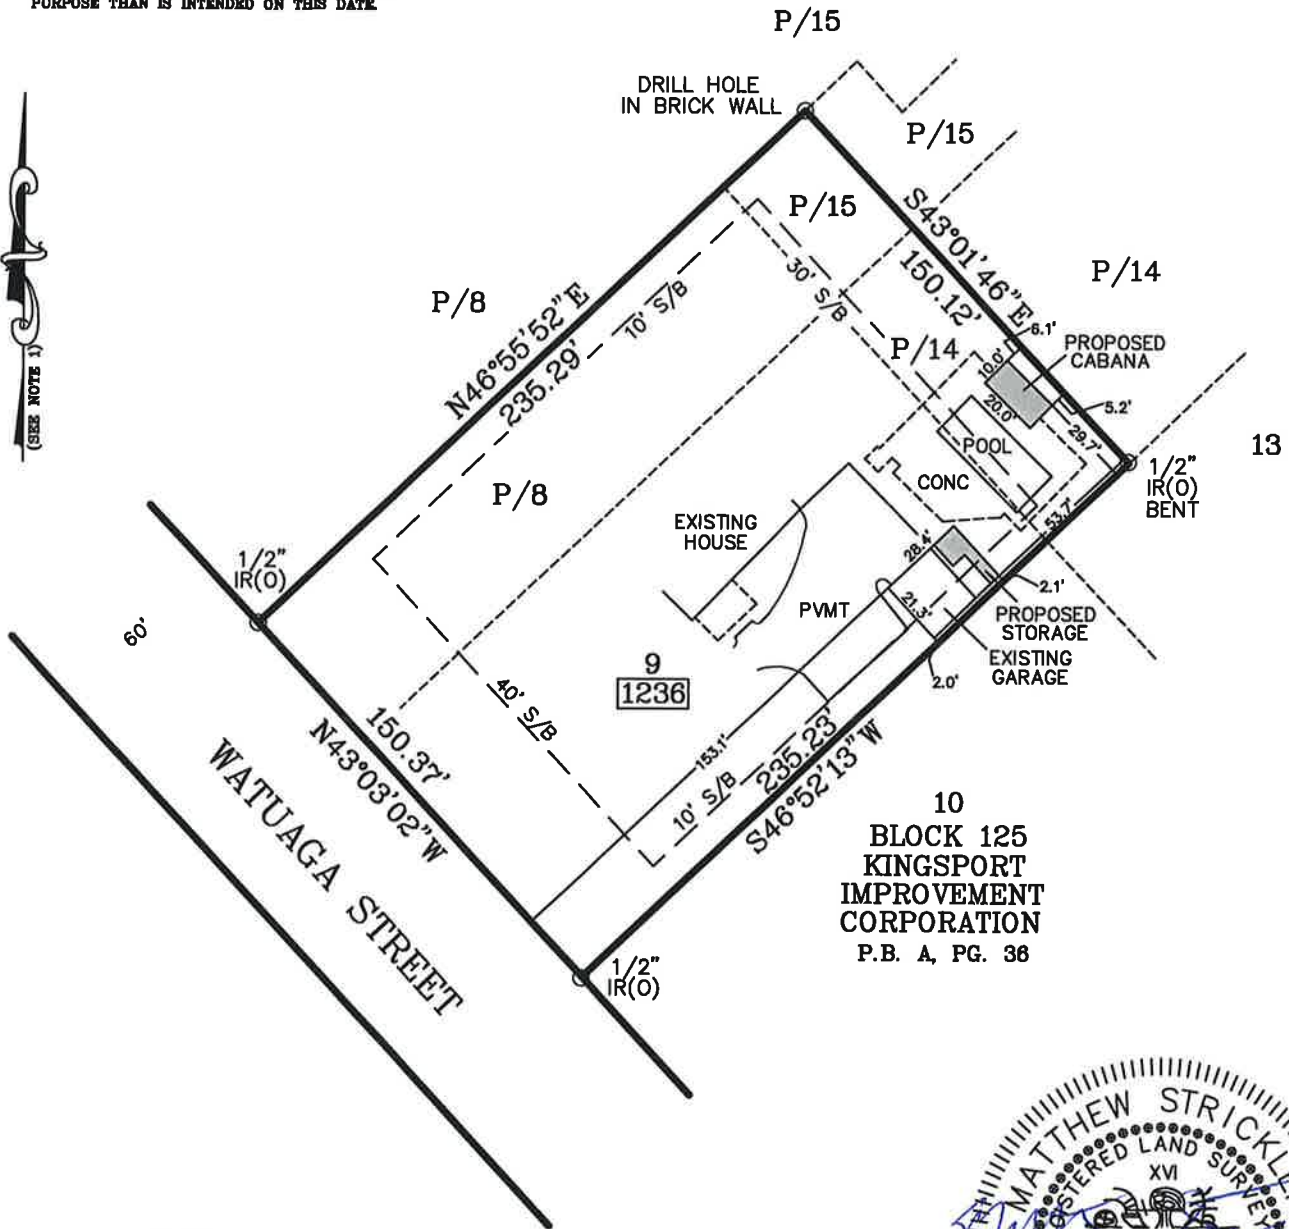 PURPOSE THAN IS INTENDED ON THIS DATE.
P/15
DRILL HOLE
IN BRICK WALL
P/15
P/15
S43°01'46"E
150.12'
P/14
(SEE NOTE 1)
P/8
N46°55'52"E
235.29'
10' S/B
30' S/B
P/14
6.1'
PROPOSED
CABANA
10.0'
20.0'
5.2'
29.7'
POOL
CONC
13
1/2"
IR(O)
BENT
P/8
EXISTING
HOUSE
53.7'
28.4'
1/2"
IR(O)
60'
PVMT
21.3'
2.1'
PROPOSED
STORAGE
EXISTING
GARAGE
2.0'
9
1236
40' S/B
150.37'
N43°03'02"W
153.1'
10' S/B
235.23'
S46°52'13"W
WATUAGA STREET
10
BLOCK 125
KINGSPORT
IMPROVEMENT
CORPORATION
P.B. A, PG. 36
1/2"
IR(O)
MATTHEW STRICKLE
STERED LAND SURVE
XVI